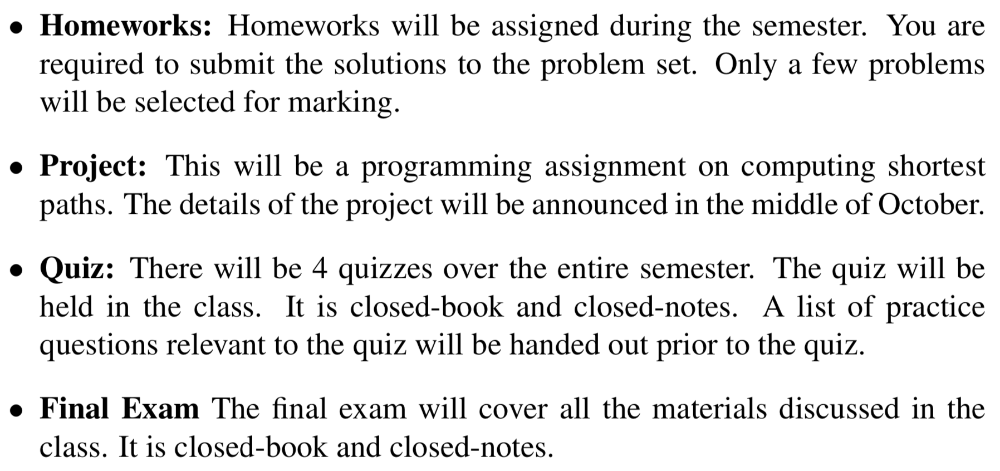 • Homeworks: Homeworks will be assigned during the semester. You are
required to submit the solutions to the problem set. Only a few problems
will be selected for marking.
• Project: This will be a programming assignment on computing shortest
paths. The details of the project will be announced in the middle of October.
• Quiz: There will be 4 quizzes over the entire semester. The quiz will be
held in the class. It is closed-book and closed-notes. A list of practice
questions relevant to the quiz will be handed out prior to the quiz.
• Final Exam The final exam will cover all the materials discussed in the
class. It is closed-book and closed-notes.